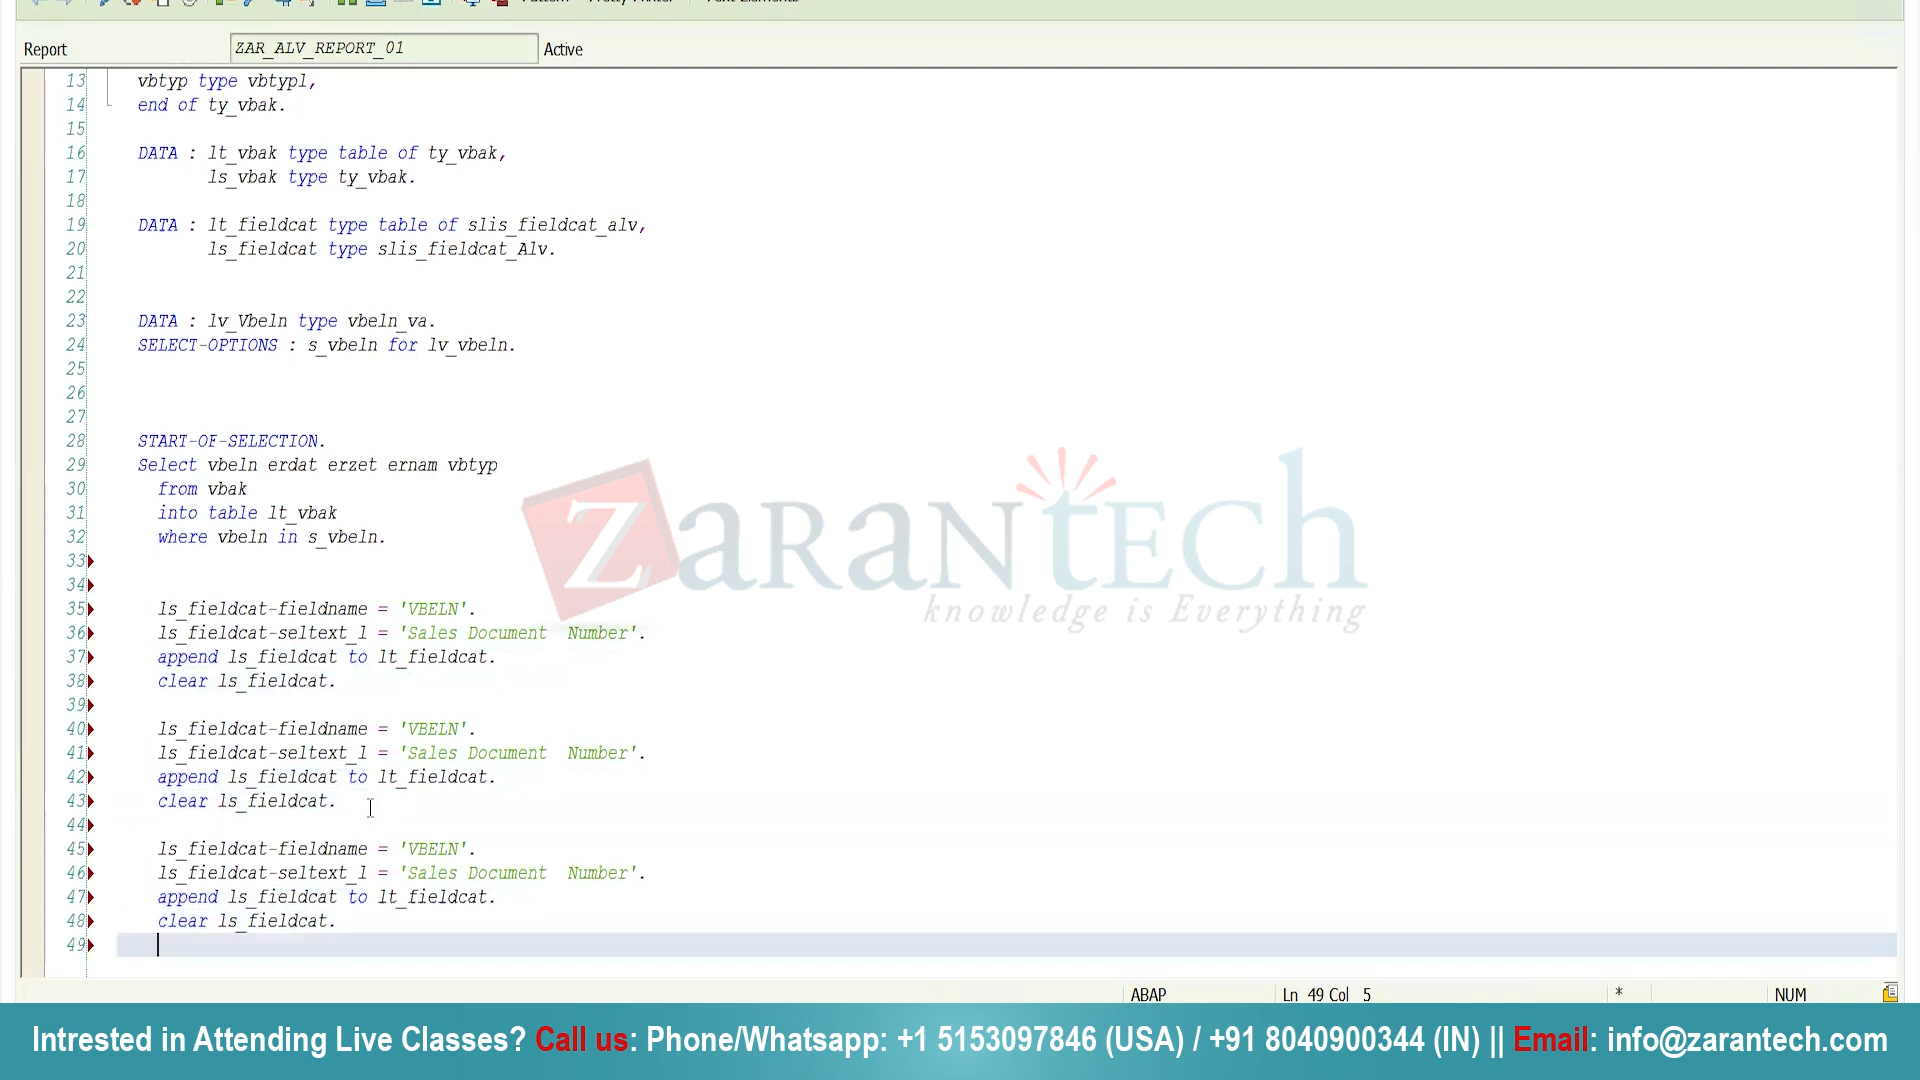 Report ZAR_ALV_REPORT_01 Active
13 vbtyp type vbtypl,
14 end of ty_vbak.
15
16 DATA : lt_vbak type table of ty_vbak,
17 ls_vbak type ty_vbak.
18
19 DATA : lt_fieldcat type table of slis_fieldcat_alv,
20 ls_fieldcat type slis_fieldcat_Alv.
21
22
23 DATA : lv_Vbeln type vbeln_va.
24 SELECT-OPTIONS : s_vbeln for lv_vbeln.
25
26
27
28 START-OF-SELECTION.
29 Select vbeln erdat erzet ernam vbtyp
30 from vbak
31 into table lt_vbak
32 where vbeln in s_vbeln.
33
34
35 ls_fieldcat-fieldname = 'VBELN'.
36 ls_fieldcat-seltext_l = 'Sales Document  Number'.
37 append ls_fieldcat to lt_fieldcat.
38 clear ls_fieldcat.
39
40 ls_fieldcat-fieldname = 'VBELN'.
41 ls_fieldcat-seltext_l = 'Sales Document  Number'.
42 append ls_fieldcat to lt_fieldcat.
43 clear ls_fieldcat.
44
45 ls_fieldcat-fieldname = 'VBELN'.
46 ls_fieldcat-seltext_l = 'Sales Document  Number'.
47 append ls_fieldcat to lt_fieldcat.
48 clear ls_fieldcat.
49
ZARANTECH
knowledge is Everything
ABAP Ln 49 Col 5 * NUM
Intrested in Attending Live Classes? Call us: Phone/Whatsapp: +1 5153097846 (USA) / +91 8040900344 (IN) || Email: info@zarantech.com